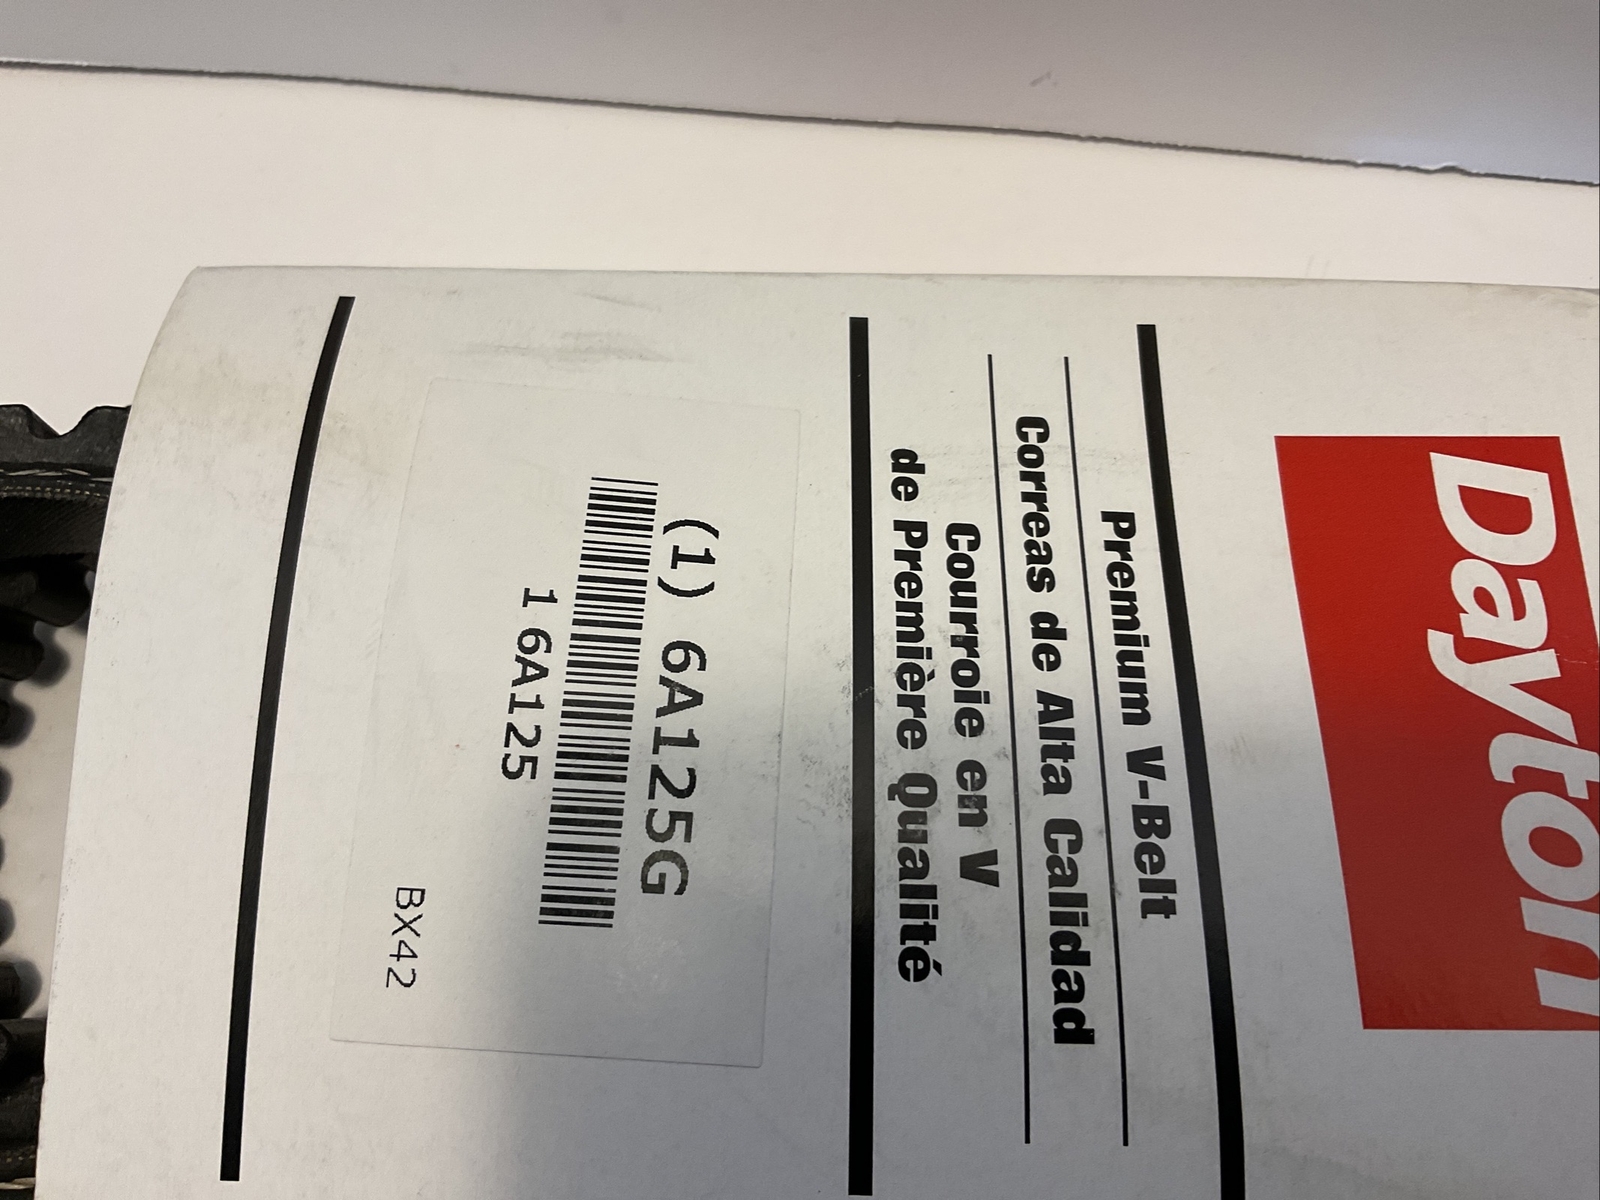 Dayton
Premium V-Belt
Correas de Alta Calidad
Courroie en V
de Première Qualité
(1) 6A125G
1 6A125
BX42